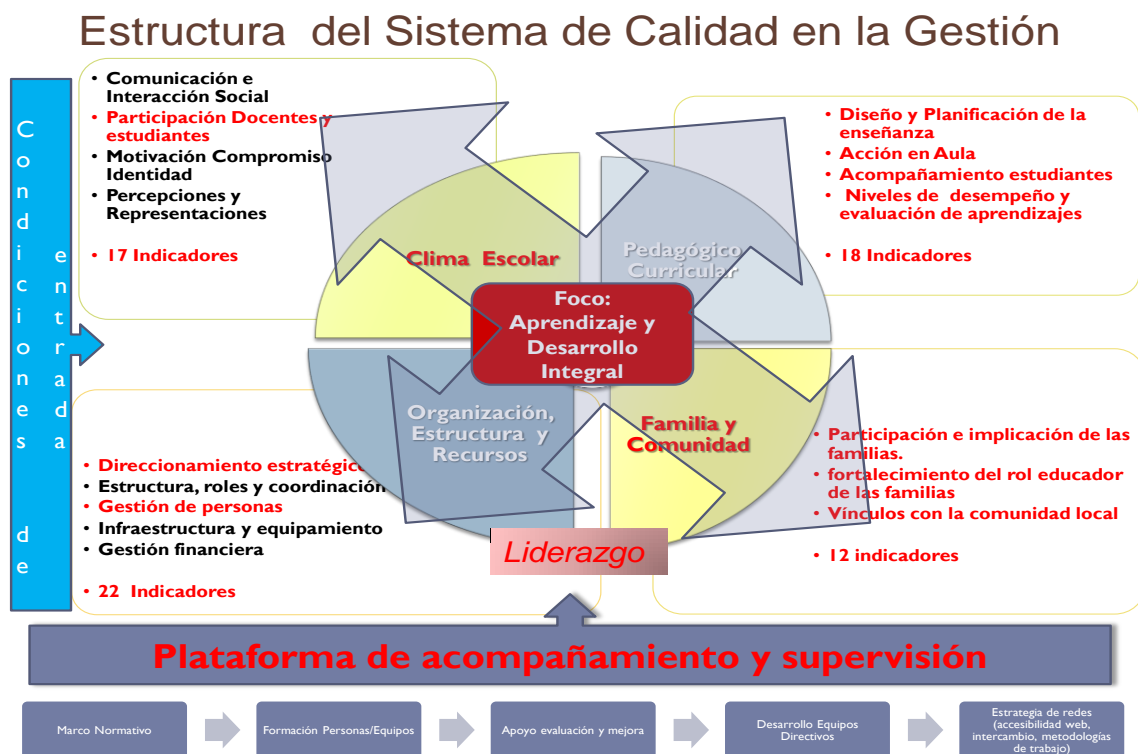 Estructura del Sistema de Calidad en la Gestión
Condiciones de
entrada
• Comunicación e
Interacción Social
• Participación Docentes y
estudiantes
• Motivación Compromiso
Identidad
• Percepciones y
Representaciones
• 17 Indicadores
• Diseño y Planificación de la
enseñanza
• Acción en Aula
• Acompañamiento estudiantes
• Niveles de desempeño y
evaluación de aprendizajes
• 18 Indicadores
Clima Escolar
Pedagógico
Curricular
Foco:
Aprendizaje y
Desarrollo
Integral
Organización,
Estructura y
Recursos
Familia y
Comunidad
• Direccionamiento estratégico
• Estructura, roles y coordinación
• Gestión de personas
• Infraestructura y equipamiento
• Gestión financiera
• 22 Indicadores
• Participación e implicación de las
familias.
• fortalecimiento del rol educador
de las familias
• Vínculos con la comunidad local
• 12 indicadores
Liderazgo
Plataforma de acompañamiento y supervisión
Marco Normativo
Formación Personas/Equipos
Apoyo evaluación y mejora
Desarrollo Equipos
Directivos
Estrategia de redes
(accesibilidad web,
intercambio, metodologías
de trabajo)